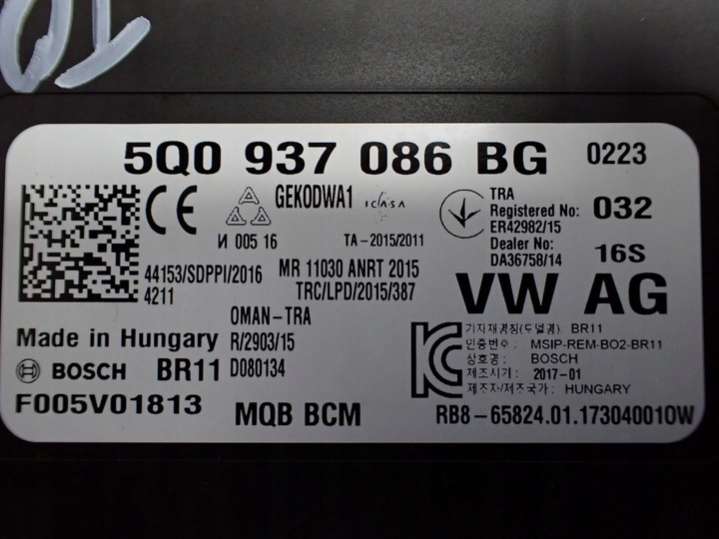 01
5Q0 937 086 BG 0223
CE GEKODWA1 ICASA
И 005 16 TA - 2015/2011
TRA
Registered No: 032
ER42982/15
Dealer No: 16S
DA36758/14
44153/SDPPI/2016
4211
MR 11030 ANRT 2015
TRC/LPD/2015/387
VW AG
OMAN-TRA
R/2903/15
D080134
Made in Hungary
BOSCH BR11
F005V01813
MQB BCM
기자재명칭(모델명): BR11
인증번호 : MSIP-REM-BO2-BR11
상호명 : BOSCH
제조시기 : 2017-01
제조자/제조국가 : HUNGARY
RB8-65824.01.173040010W